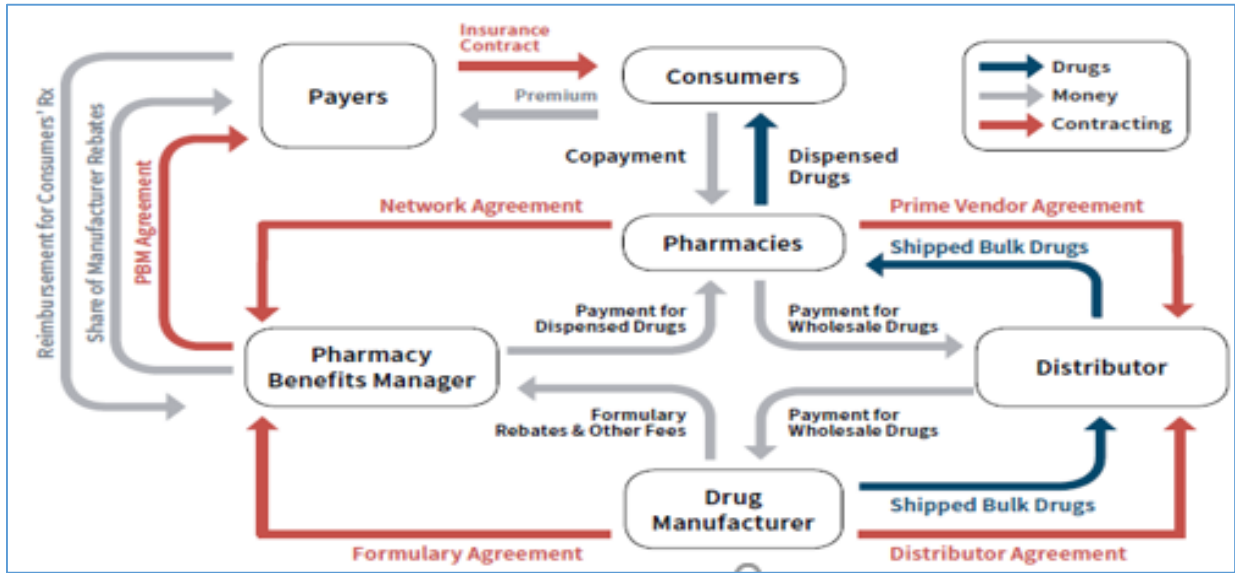 Insurance
Contract
Payers
Consumers
Premium
Drugs
Money
Contracting
Reimbursement for Consumers' Rx
Share of Manufacturer Rebates
PBM Agreement
Copayment
Dispensed
Drugs
Network Agreement
Pharmacies
Prime Vendor Agreement
Shipped Bulk Drugs
Payment for
Dispensed Drugs
Payment for
Wholesale Drugs
Pharmacy
Benefits Manager
Distributor
Formulary
Rebates & Other Fees
Payment for
Wholesale Drugs
Drug
Manufacturer
Shipped Bulk Drugs
Formulary Agreement
Distributor Agreement